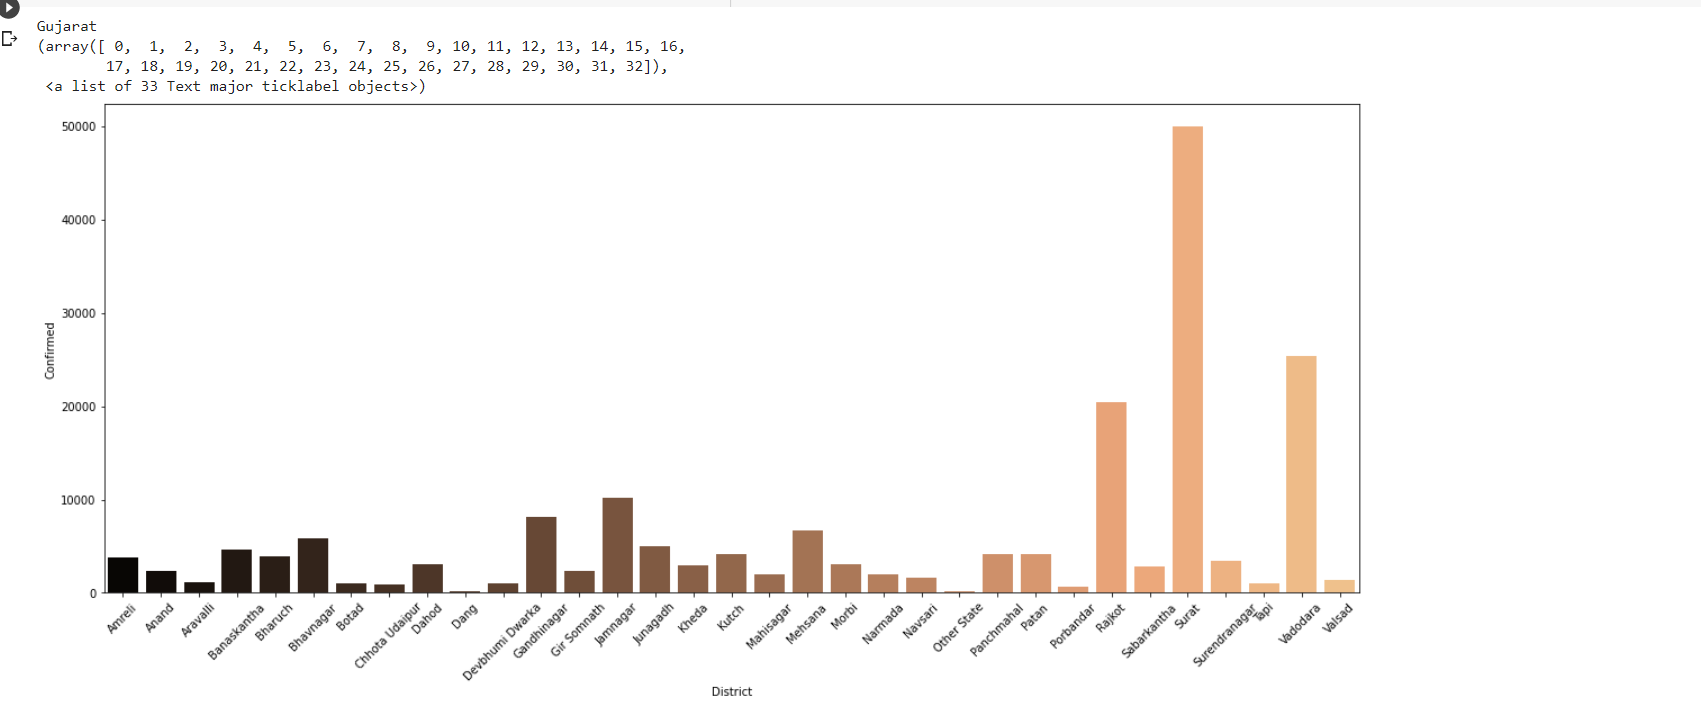 Gujarat
(array([ 0, 1, 2, 3, 4, 5, 6, 7, 8, 9, 10, 11, 12, 13, 14, 15, 16,
17, 18, 19, 20, 21, 22, 23, 24, 25, 26, 27, 28, 29, 30, 31, 32]),
<a list of 33 Text major ticklabel objects>)
50000
40000
30000
20000
10000
0
Confirmed
Amreli
Anand
Aravalli
Banaskantha
Bharuch
Bhavnagar
Botad
Chhota Udaipur
Dahod
Dang
Devbhumi Dwarka
Gandhinagar
Gir Somnath
Jamnagar
Junagadh
Kheda
Kutch
Mahisagar
Mehsana
Morbi
Narmada
Navsari
Other State
Panchmahal
Patan
Porbandar
Rajkot
Sabarkantha
Surat
Surendranagar
Tapi
Vadodara
Valsad
District